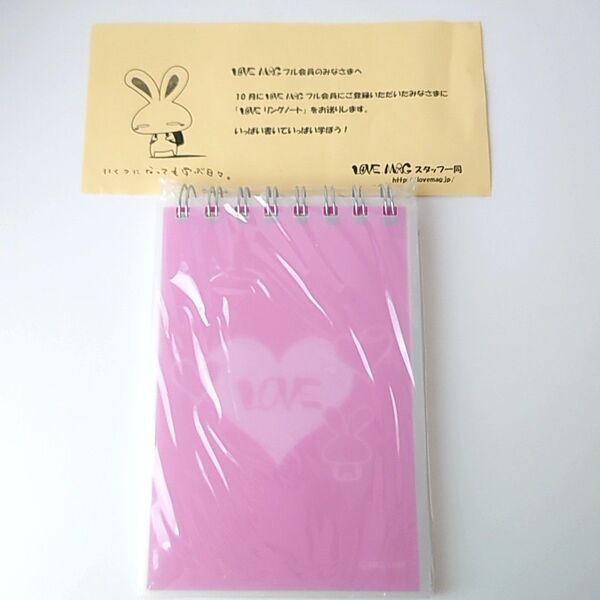 LOVE MAG フル会員のみなさまへ
10月に LOVE MAG フル会員にご登録いただいたみなさまに
「LOVE リングノート」をお送りします。
いっぱい書いていっぱい学ぼう！
いくつになっても学ぶ日々。
LOVE MAG スタッフ一同
http://lovemag.jp/
LOVE